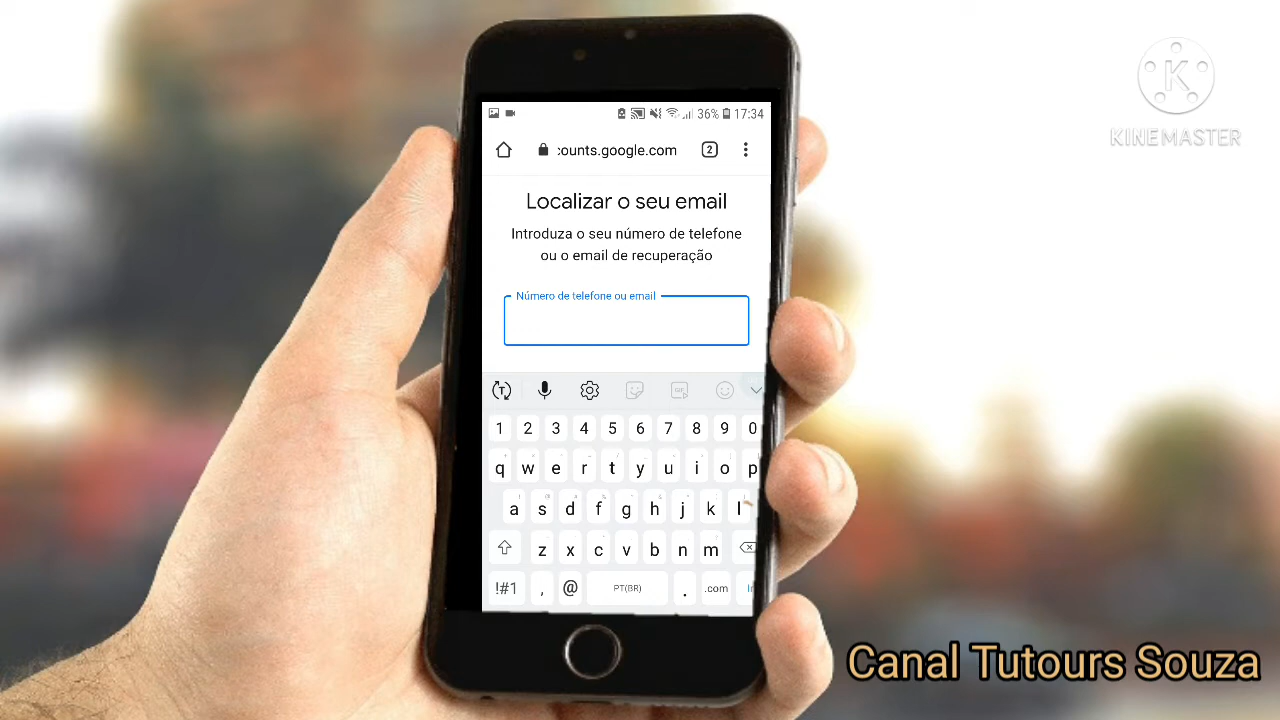 KINEMASTER
36% 17:34
:ounts.google.com 2
Localizar o seu email
Introduza o seu número de telefone
ou o email de recuperação
Número de telefone ou email
1 2 3 4 5 6 7 8 9 0
q w e r t y u i o p
a s d f g h j k l
z x c v b n m
!#1 , @ PT(BR) . .com
Canal Tutours Souza